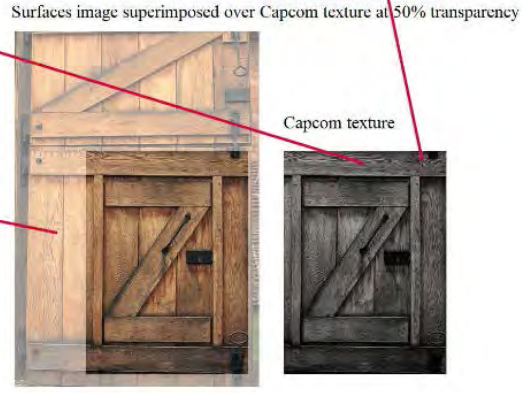 Surfaces image superimposed over Capcom texture at 50% transparency
Capcom texture